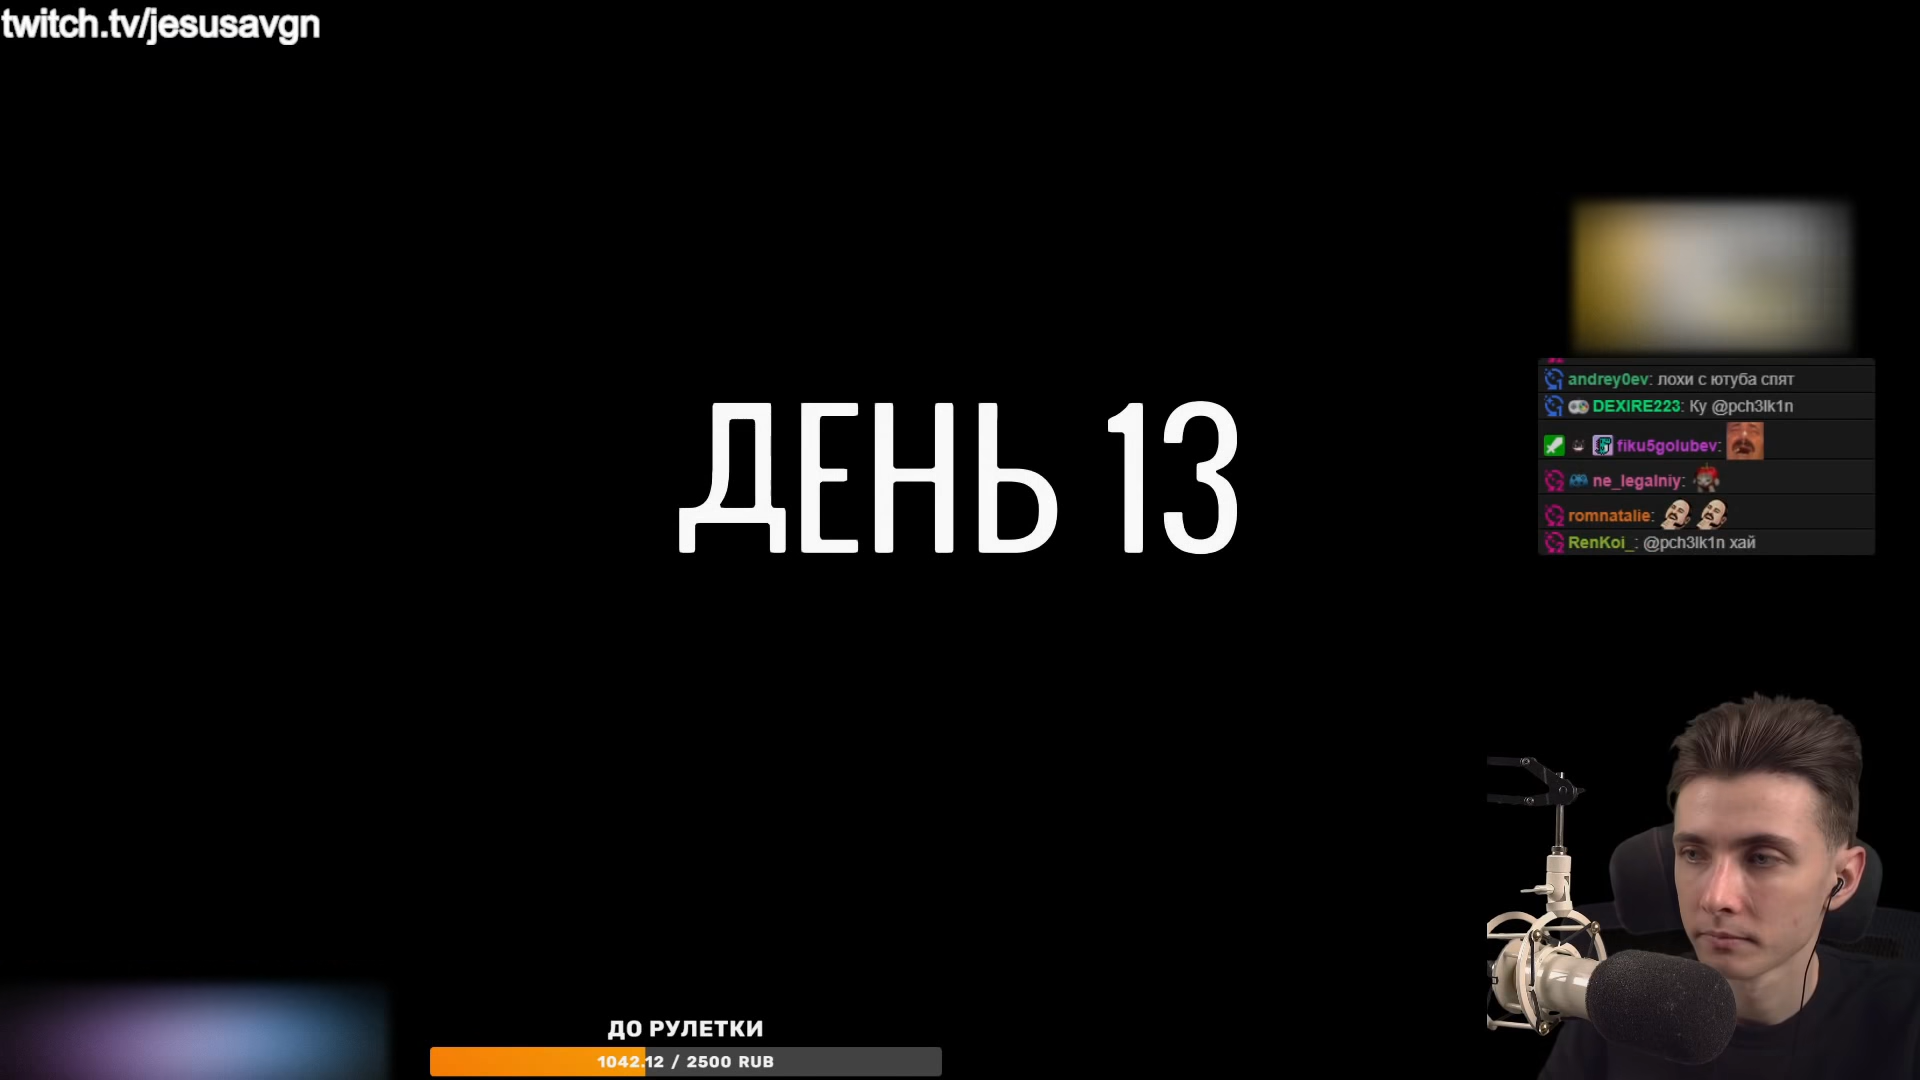 twitch.tv/jesusavgn
ДЕНЬ 13
andrey0ev: лохи с ютуба спят
DEXIRE223: Ку @pch3lk1n
fiku5golubev:
ne_legalniy:
romnatalie:
RenKoi_: @pch3lk1n хай
ДО РУЛЕТКИ
1042.12 / 2500 RUB